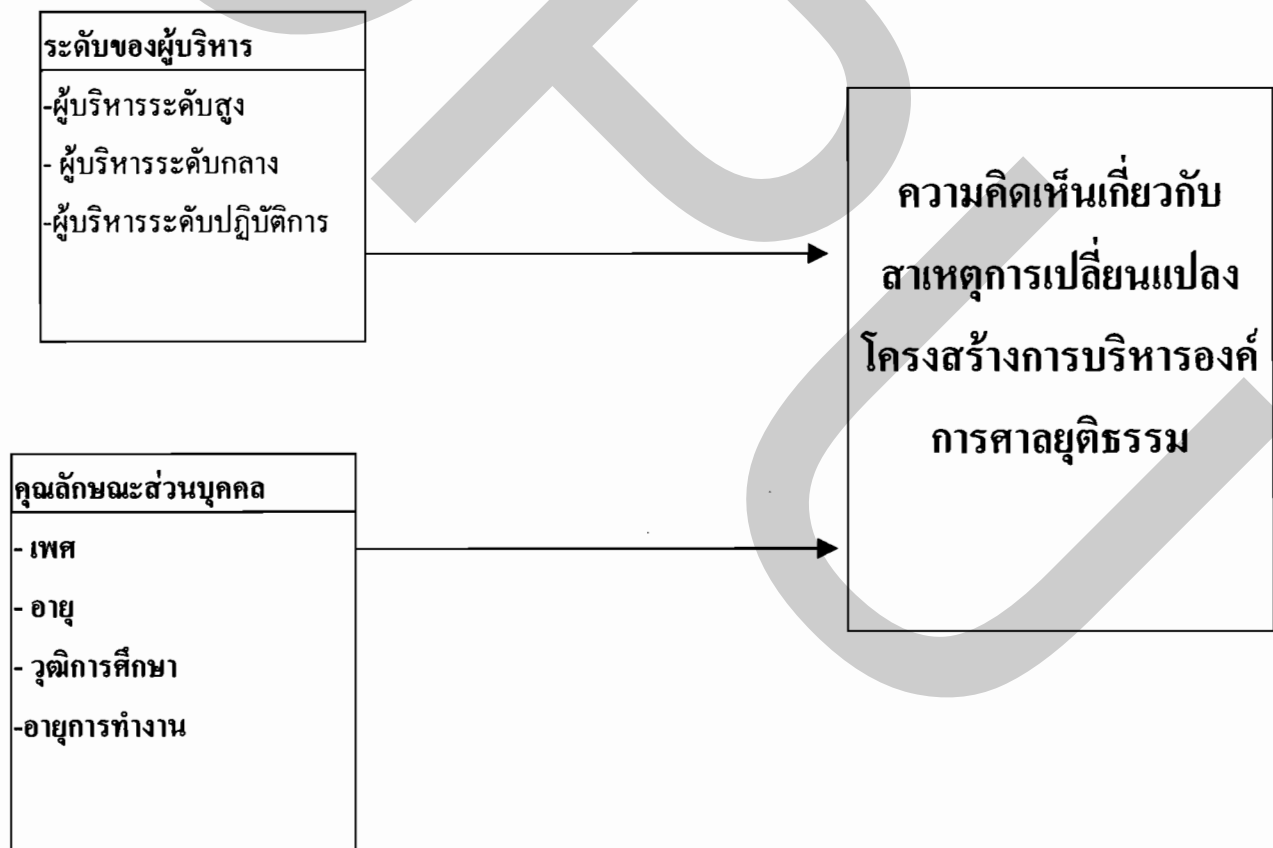 ระดับของผู้บริหาร
-ผู้บริหารระดับสูง
- ผู้บริหารระดับกลาง
-ผู้บริหารระดับปฏิบัติการ
ความคิดเห็นเกี่ยวกับ
สาเหตุการเปลี่ยนแปลง
โครงสร้างการบริหารองค์
การศาลยุติธรรม
คุณลักษณะส่วนบุคคล
- เพศ
- อายุ
- วุฒิการศึกษา
-อายุการทำงาน